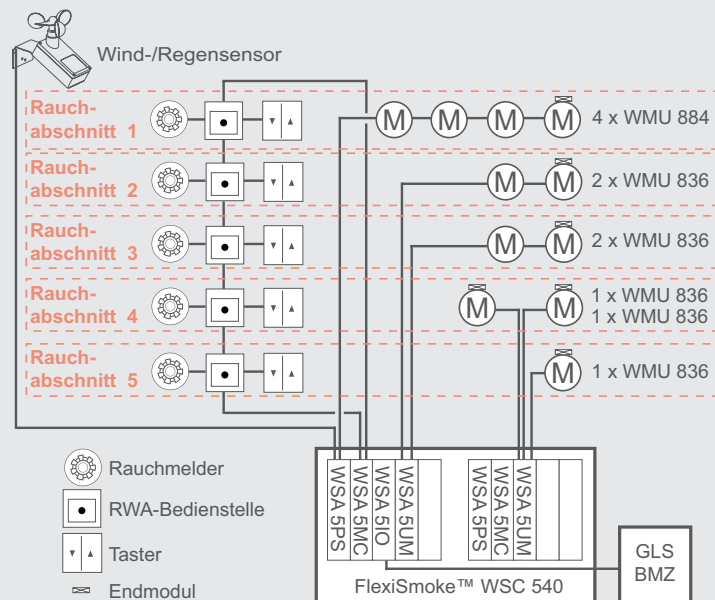 Wind-/Regensensor
Rauch-
abschnitt 1
M M M M
4 x WMU 884
Rauch-
abschnitt 2
M M
2 x WMU 836
Rauch-
abschnitt 3
M M
2 x WMU 836
Rauch-
abschnitt 4
M M
1 x WMU 836
1 x WMU 836
Rauch-
abschnitt 5
M
1 x WMU 836
Rauchmelder
RWA-Bedienstelle
Taster
Endmodul
WSA 5PS
WSA 5MC
WSA 5IO
WSA 5UM
WSA 5PS
WSA 5MC
WSA 5UM
FlexiSmoke™ WSC 540
GLS
BMZ